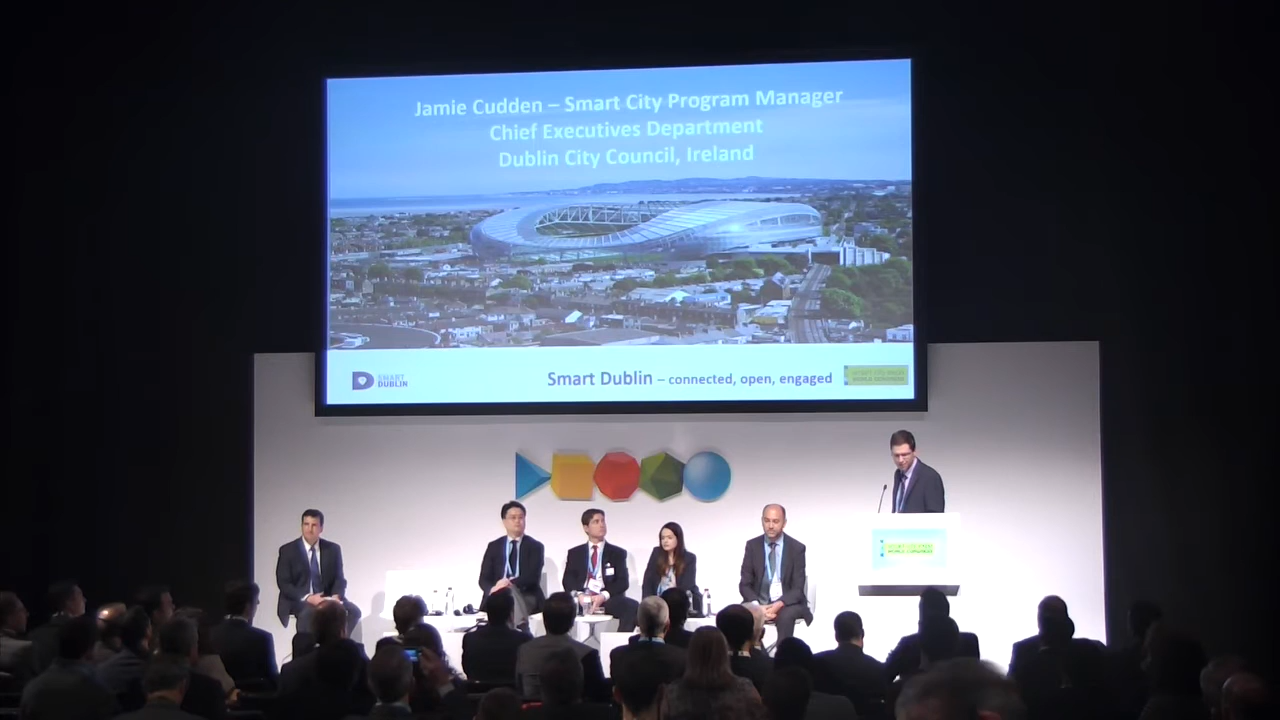 Jamie Cudden – Smart City Program Manager
Chief Executives Department
Dublin City Council, Ireland
SMART
DUBLIN
Smart Dublin – connected, open, engaged